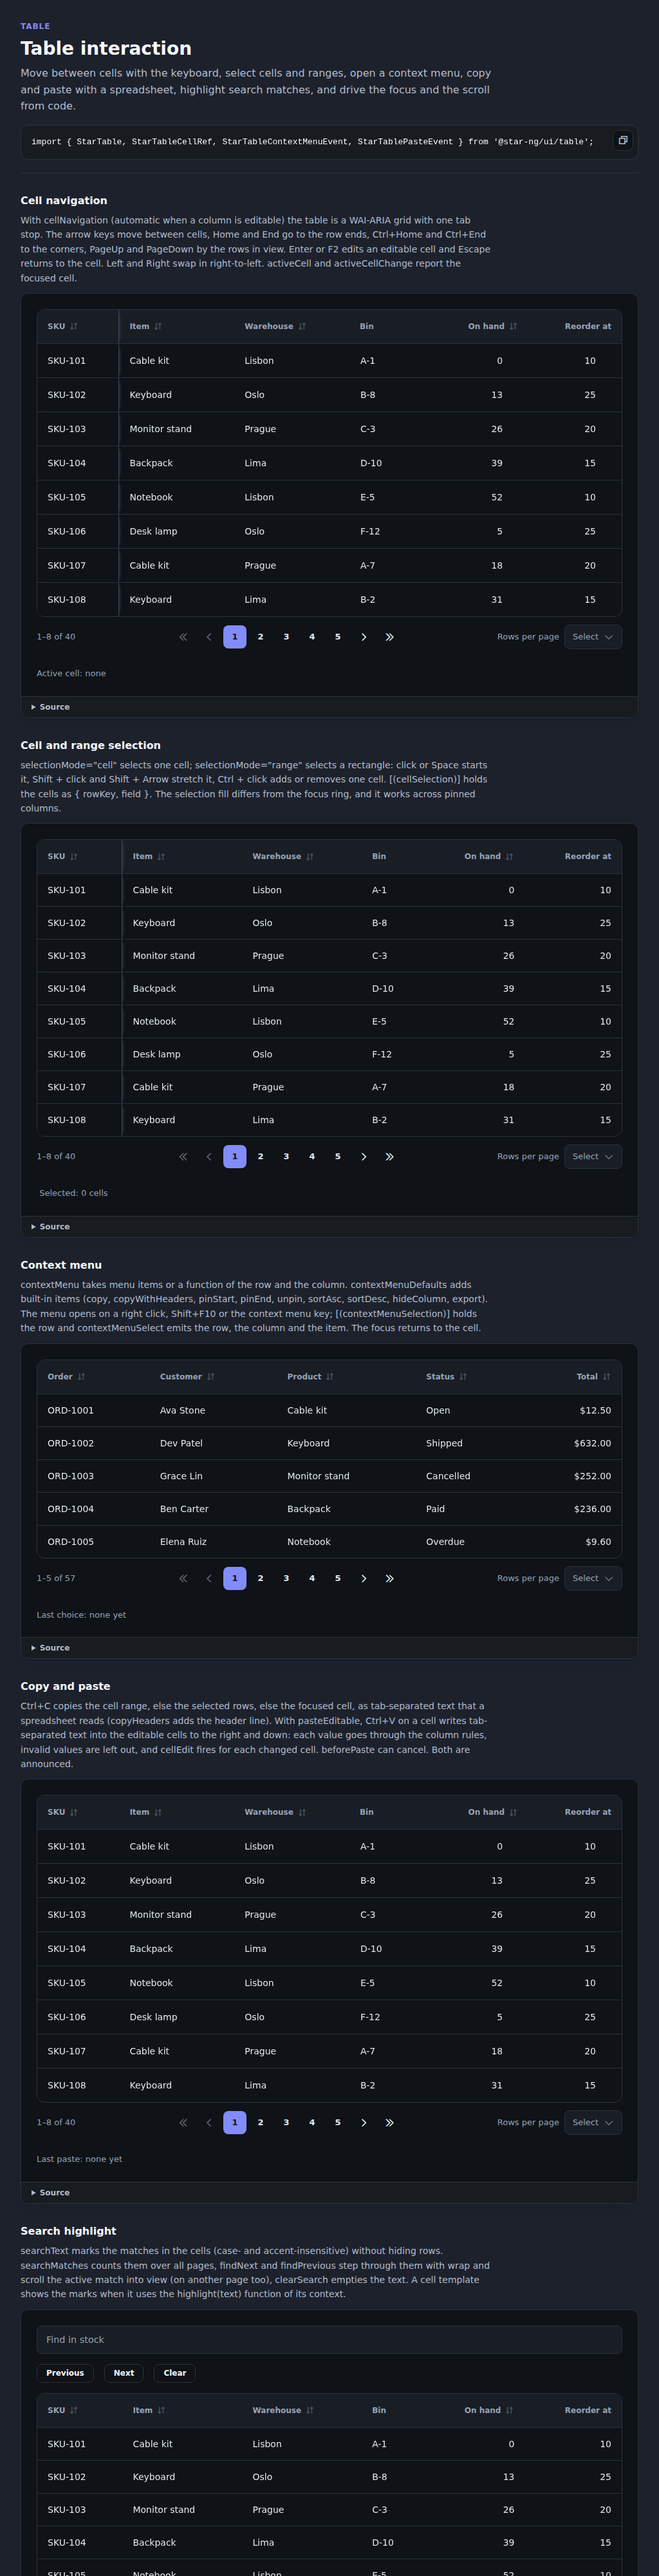 TABLE
Table interaction
Move between cells with the keyboard, select cells and ranges, open a context menu, copy
and paste with a spreadsheet, highlight search matches, and drive the focus and the scroll
from code.
import { StarTable, StarTableCellRef, StarTableContextMenuEvent, StarTablePasteEvent } from '@star-ng/ui/table';
Cell navigation
With cellNavigation (automatic when a column is editable) the table is a WAI-ARIA grid with one tab
stop. The arrow keys move between cells, Home and End go to the row ends, Ctrl+Home and Ctrl+End
to the corners, PageUp and PageDown by the rows in view. Enter or F2 edits an editable cell and Escape
returns to the cell. Left and Right swap in right-to-left. activeCell and activeCellChange report the
focused cell.
SKU Item Warehouse Bin On hand Reorder at
SKU-101 Cable kit Lisbon A-1 0 10
SKU-102 Keyboard Oslo B-8 13 25
SKU-103 Monitor stand Prague C-3 26 20
SKU-104 Backpack Lima D-10 39 15
SKU-105 Notebook Lisbon E-5 52 10
SKU-106 Desk lamp Oslo F-12 5 25
SKU-107 Cable kit Prague A-7 18 20
SKU-108 Keyboard Lima B-2 31 15
1–8 of 40 1 2 3 4 5 Rows per page Select
Active cell: none
Source
Cell and range selection
selectionMode="cell" selects one cell; selectionMode="range" selects a rectangle: click or Space starts
it, Shift + click and Shift + Arrow stretch it, Ctrl + click adds or removes one cell. [(cellSelection)] holds
the cells as { rowKey, field }. The selection fill differs from the focus ring, and it works across pinned
columns.
SKU Item Warehouse Bin On hand Reorder at
SKU-101 Cable kit Lisbon A-1 0 10
SKU-102 Keyboard Oslo B-8 13 25
SKU-103 Monitor stand Prague C-3 26 20
SKU-104 Backpack Lima D-10 39 15
SKU-105 Notebook Lisbon E-5 52 10
SKU-106 Desk lamp Oslo F-12 5 25
SKU-107 Cable kit Prague A-7 18 20
SKU-108 Keyboard Lima B-2 31 15
1–8 of 40 1 2 3 4 5 Rows per page Select
Selected: 0 cells
Source
Context menu
contextMenu takes menu items or a function of the row and the column. contextMenuDefaults adds
built-in items (copy, copyWithHeaders, pinStart, pinEnd, unpin, sortAsc, sortDesc, hideColumn, export).
The menu opens on a right click, Shift+F10 or the context menu key; [(contextMenuSelection)] holds
the row and contextMenuSelect emits the row, the column and the item. The focus returns to the cell.
Order Customer Product Status Total
ORD-1001 Ava Stone Cable kit Open $12.50
ORD-1002 Dev Patel Keyboard Shipped $632.00
ORD-1003 Grace Lin Monitor stand Cancelled $252.00
ORD-1004 Ben Carter Backpack Paid $236.00
ORD-1005 Elena Ruiz Notebook Overdue $9.60
1–5 of 57 1 2 3 4 5 Rows per page Select
Last choice: none yet
Source
Copy and paste
Ctrl+C copies the cell range, else the selected rows, else the focused cell, as tab-separated text that a
spreadsheet reads (copyHeaders adds the header line). With pasteEditable, Ctrl+V on a cell writes tab-
separated text into the editable cells to the right and down: each value goes through the column rules,
invalid values are left out, and cellEdit fires for each changed cell. beforePaste can cancel. Both are
announced.
SKU Item Warehouse Bin On hand Reorder at
SKU-101 Cable kit Lisbon A-1 0 10
SKU-102 Keyboard Oslo B-8 13 25
SKU-103 Monitor stand Prague C-3 26 20
SKU-104 Backpack Lima D-10 39 15
SKU-105 Notebook Lisbon E-5 52 10
SKU-106 Desk lamp Oslo F-12 5 25
SKU-107 Cable kit Prague A-7 18 20
SKU-108 Keyboard Lima B-2 31 15
1–8 of 40 1 2 3 4 5 Rows per page Select
Last paste: none yet
Source
Search highlight
searchText marks the matches in the cells (case- and accent-insensitive) without hiding rows.
searchMatches counts them over all pages, findNext and findPrevious step through them with wrap and
scroll the active match into view (on another page too), clearSearch empties the text. A cell template
shows the marks when it uses the highlight(text) function of its context.
Find in stock
Previous Next Clear
SKU Item Warehouse Bin On hand Reorder at
SKU-101 Cable kit Lisbon A-1 0 10
SKU-102 Keyboard Oslo B-8 13 25
SKU-103 Monitor stand Prague C-3 26 20
SKU-104 Backpack Lima D-10 39 15
SKU-105 Notebook Lisbon E-5 52 10